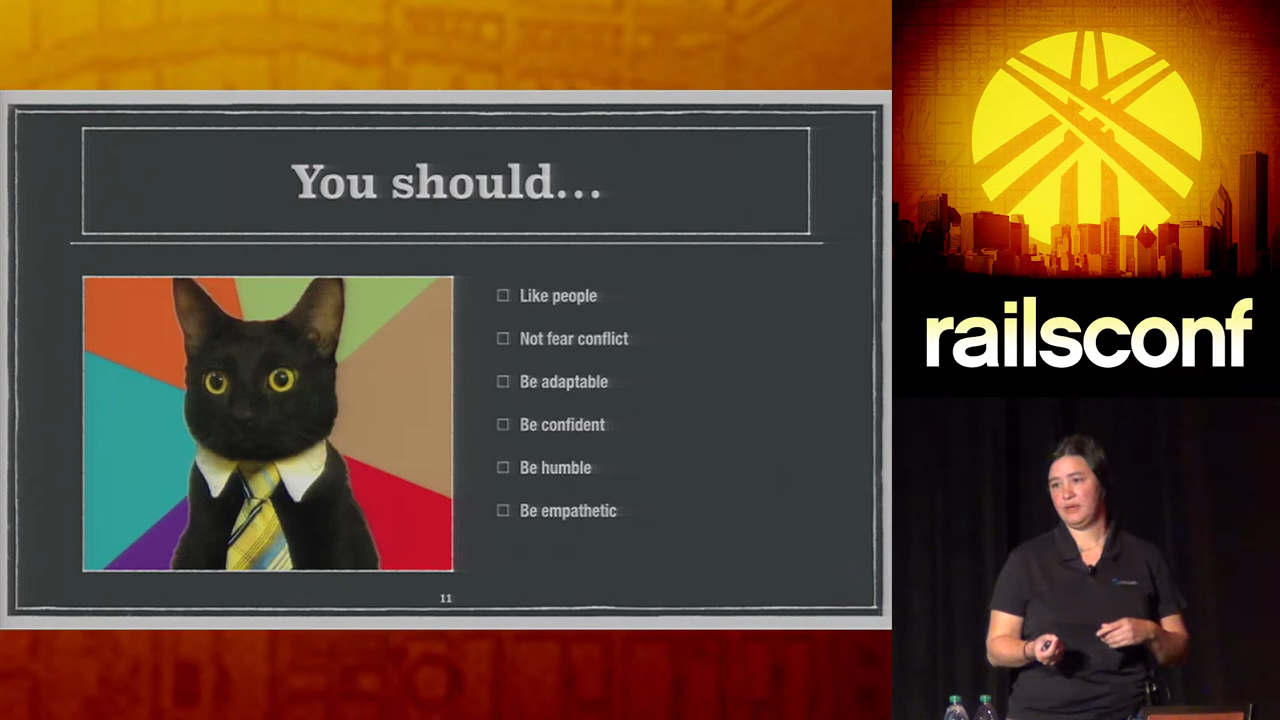 You should...
Like people
Not fear conflict
Be adaptable
Be confident
Be humble
Be empathetic
11
railsconf